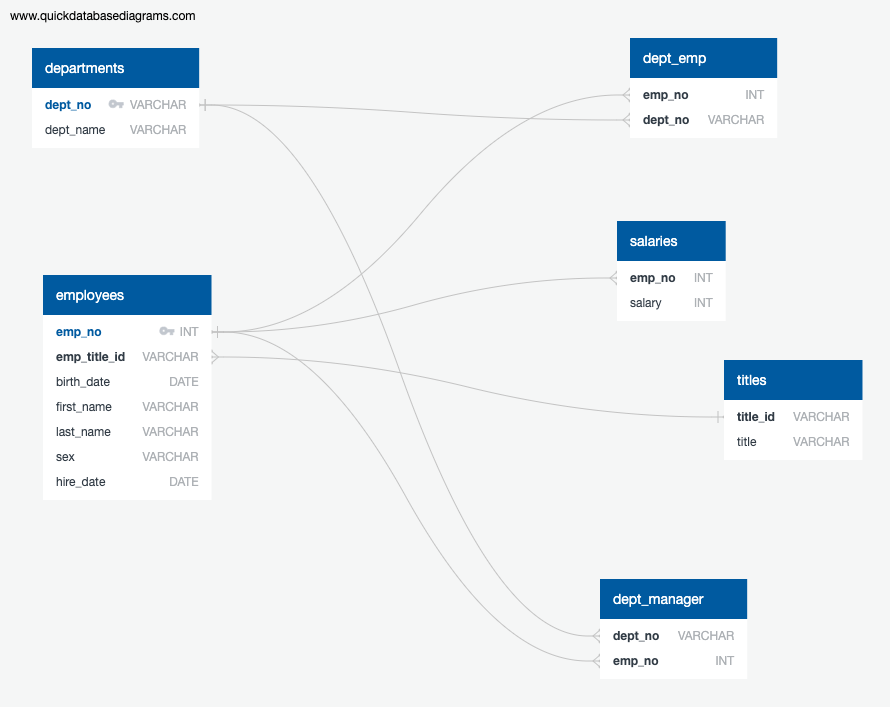 www.quickdatabasediagrams.com
departments
dept_no VARCHAR
dept_name VARCHAR
dept_emp
emp_no INT
dept_no VARCHAR
salaries
emp_no INT
salary INT
employees
emp_no INT
emp_title_id VARCHAR
birth_date DATE
first_name VARCHAR
last_name VARCHAR
sex VARCHAR
hire_date DATE
titles
title_id VARCHAR
title VARCHAR
dept_manager
dept_no VARCHAR
emp_no INT